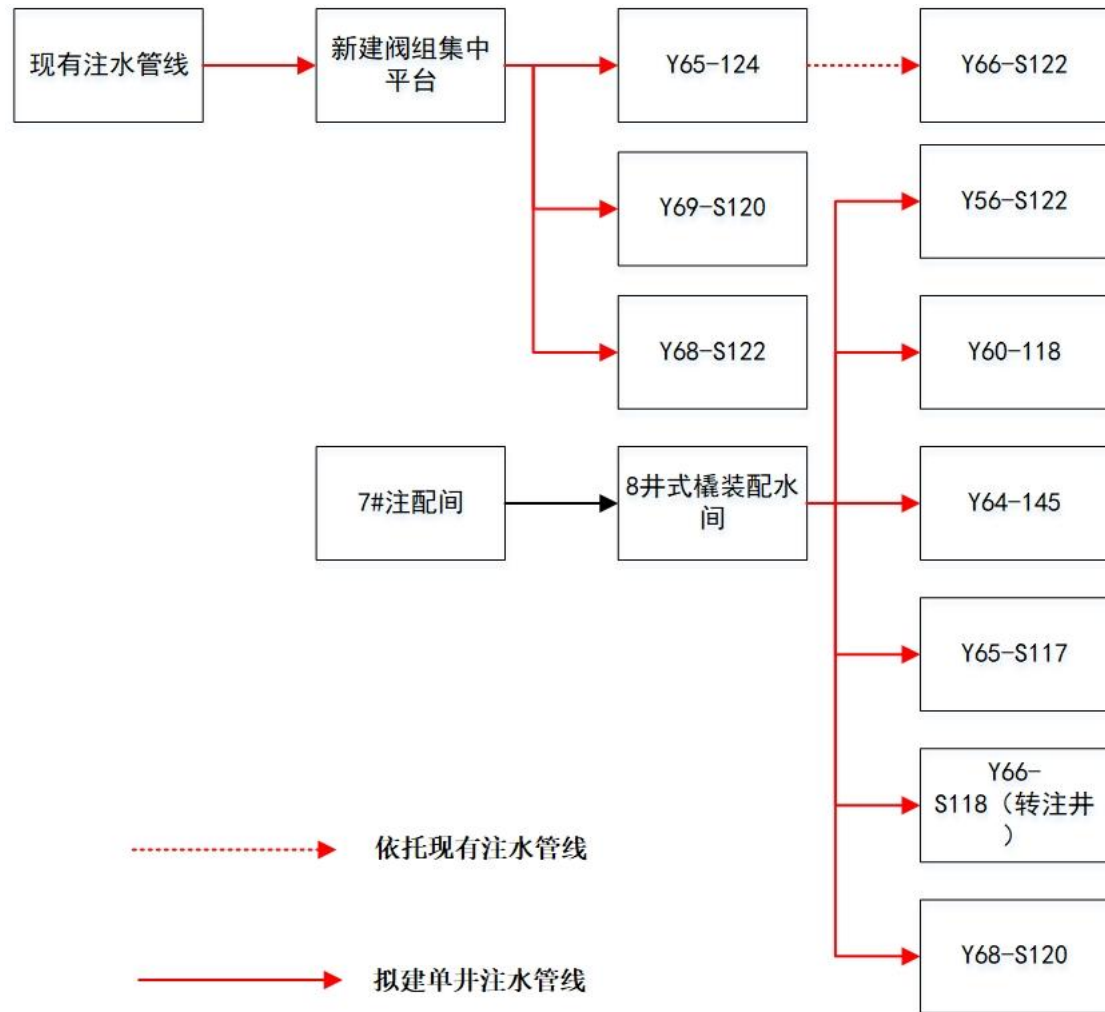 现有注水管线
新建阀组集中
平台
Y65-124
Y66-S122
Y69-S120
Y56-S122
Y68-S122
Y60-118
7#注配间
8井式橇装配水
间
Y64-145
Y65-S117
Y66-
S118（转注井
）
Y68-S120
依托现有注水管线
拟建单井注水管线